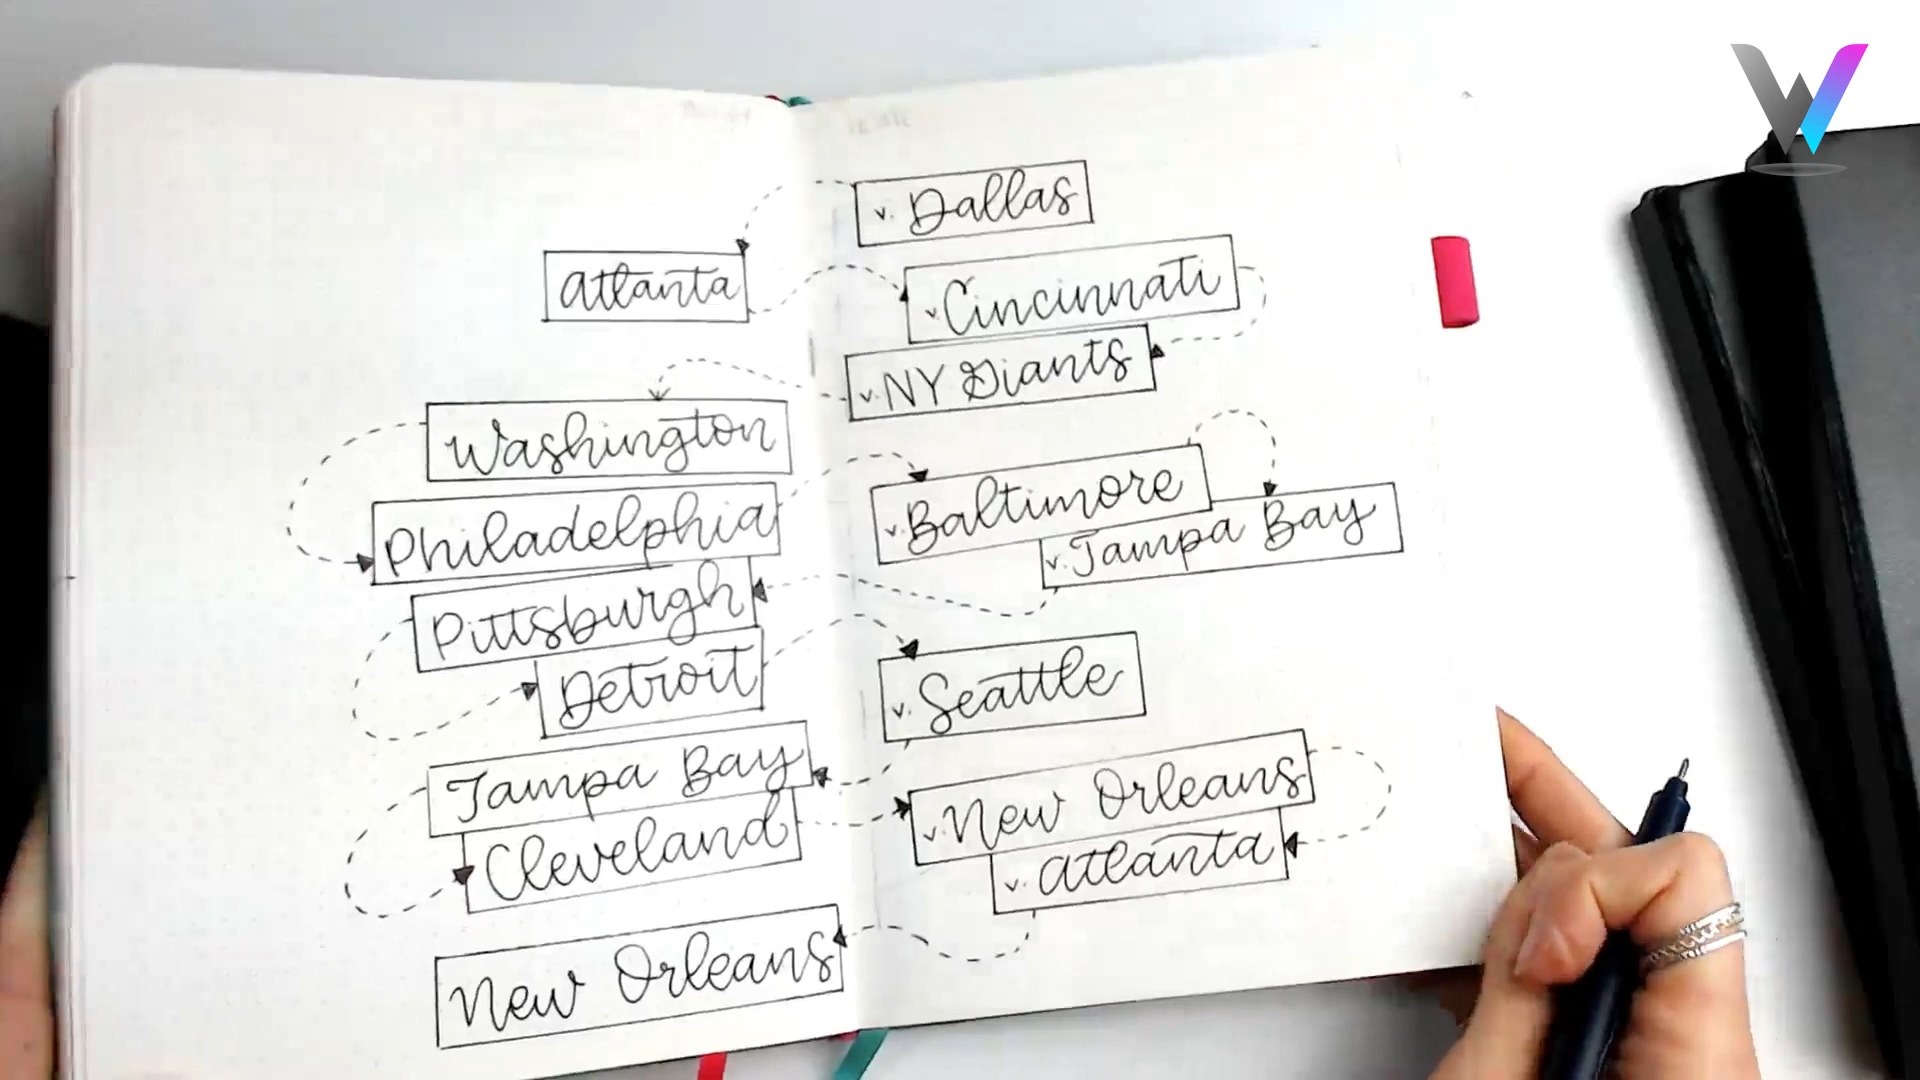 v. Dallas
Atlanta
v. Cincinnati
v. NY Giants
Washington
v. Baltimore
Philadelphia
v. Tampa Bay
Pittsburgh
Detroit
v. Seattle
Tampa Bay
v. New Orleans
Cleveland
v. Atlanta
New Orleans